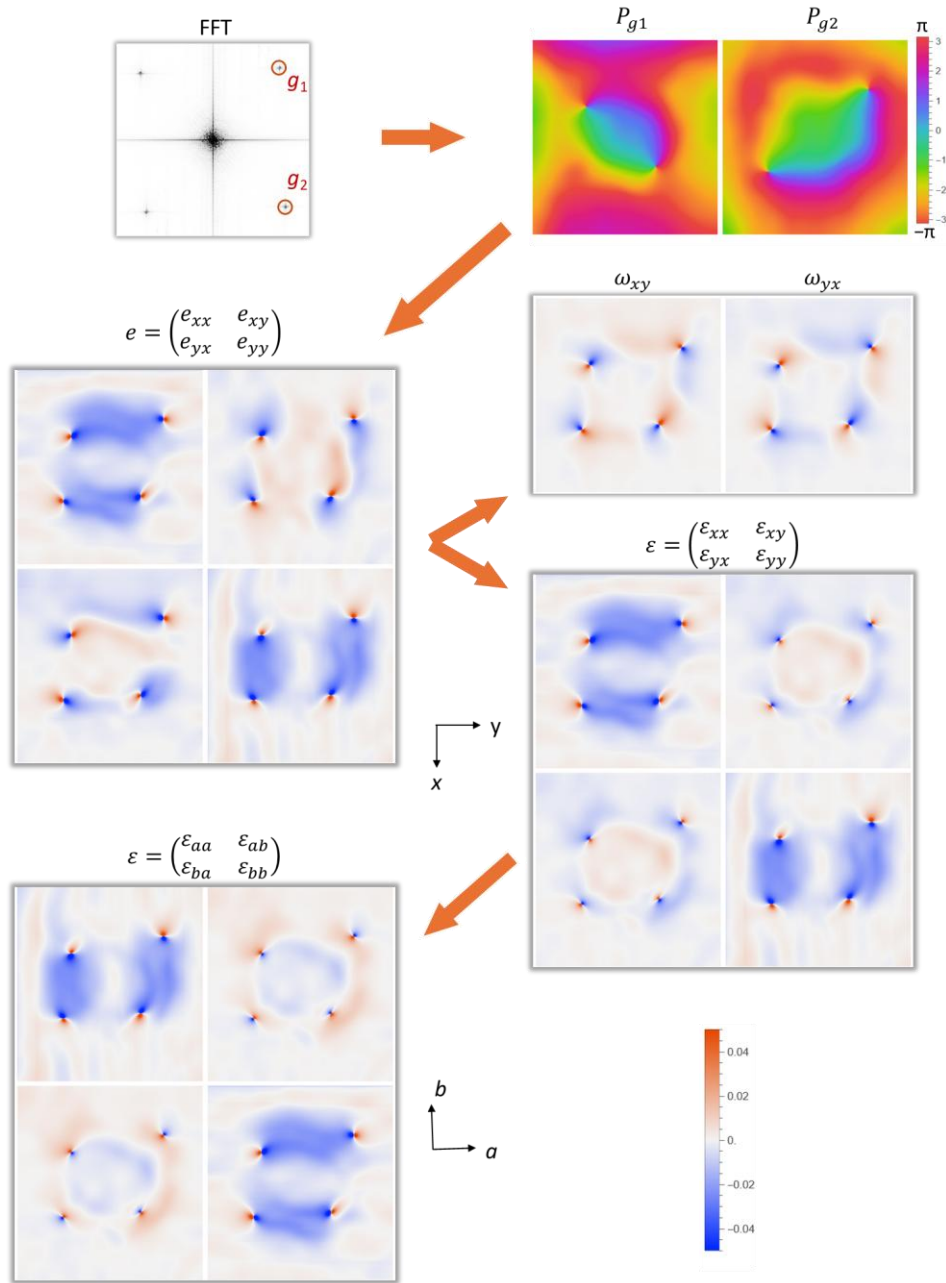 FFT
g1
g2
Pg1
Pg2
π
3
2
1
0
-1
-2
-3
−π
ωxy
ωyx
e = (exx exy
eyx eyy)
y
x
ε = (εxx εxy
εyx εyy)
ε = (εaa εab
εba εbb)
b
a
0.04
0.02
0.
-0.02
-0.04